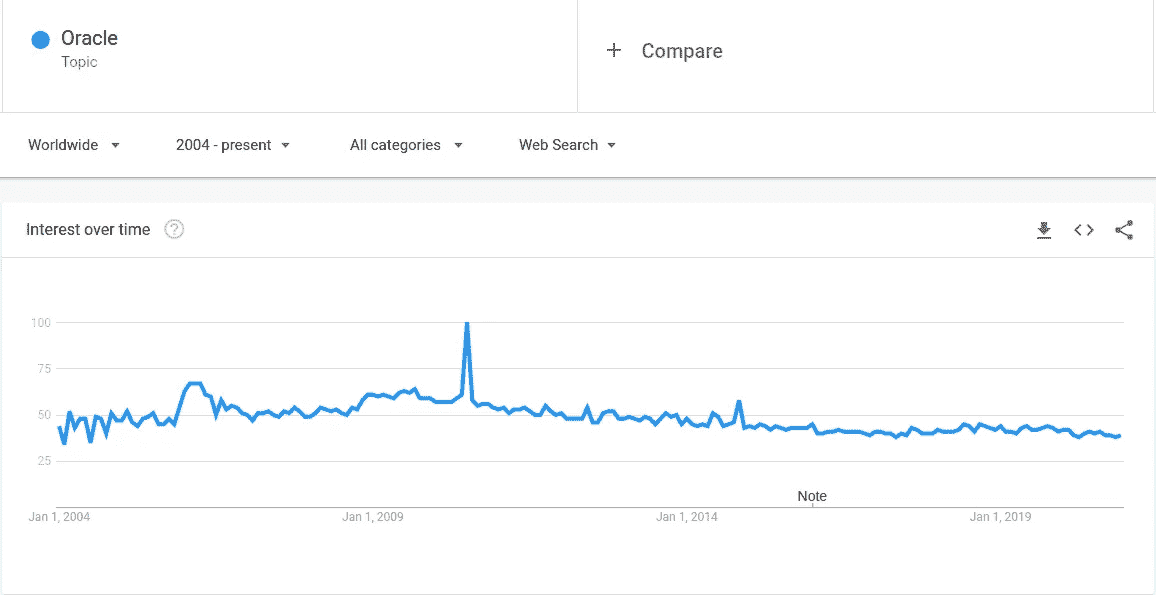 Oracle
Topic
+ Compare
Worldwide 2004 - present All categories Web Search
Interest over time ?
100
75
50
25
Note
Jan 1, 2004 Jan 1, 2009 Jan 1, 2014 Jan 1, 2019